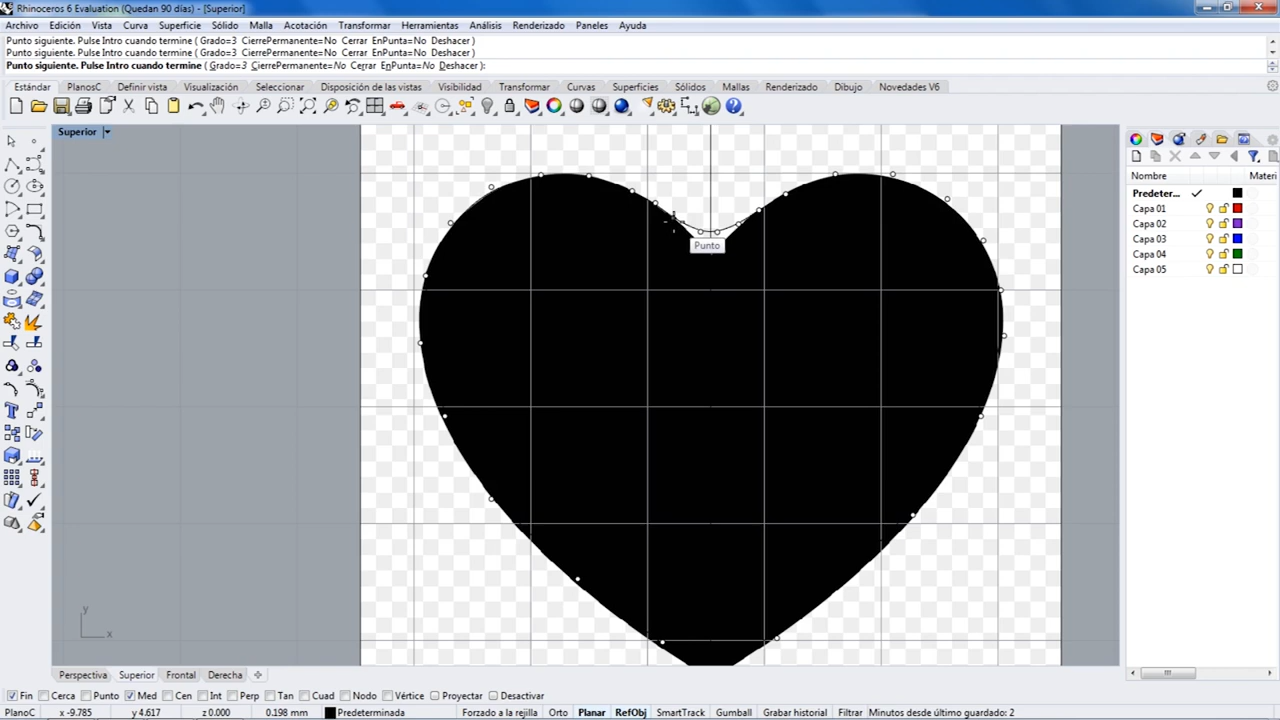 Rhinoceros 6 Evaluation (Quedan 90 días) - [Superior]
Archivo Edición Vista Curva Superficie Sólido Malla Acotación Transformar Herramientas Análisis Renderizado Paneles Ayuda
Punto siguiente. Pulse Intro cuando termine ( Grado=3 CierrePermanente=No Cerrar EnPunta=No Deshacer )
Punto siguiente. Pulse Intro cuando termine ( Grado=3 CierrePermanente=No Cerrar EnPunta=No Deshacer )
Punto siguiente. Pulse Intro cuando termine ( Grado=3 CierrePermanente=No Cerrar EnPunta=No Deshacer ):
Estándar PlanosC Definir vista Visualización Seleccionar Disposición de las vistas Visibilidad Transformar Curvas Superficies Sólidos Mallas Renderizado Dibujo Novedades V6
Superior
Nombre Materi
Predeter...
Capa 01
Capa 02
Capa 03
Capa 04
Capa 05
Punto
y
x
Perspectiva Superior Frontal Derecha
Fin Cerca Punto Med Cen Int Perp Tan Cuad Nodo Vértice Proyectar Desactivar
PlanoC x -9.785 y 4.617 z 0.000 0.198 mm Predeterminada Forzado a la rejilla Orto Planar RefObj SmartTrack Gumball Grabar historial Filtrar Minutos desde último guardado: 2